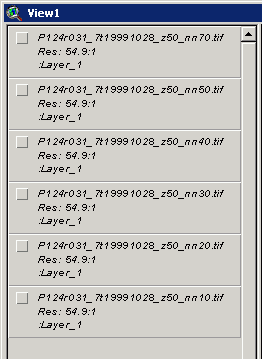 View1
P124r031_7t19991028_z50_nn70.tif
Res: 54.9:1
:Layer_1
P124r031_7t19991028_z50_nn50.tif
Res: 54.9:1
:Layer_1
P124r031_7t19991028_z50_nn40.tif
Res: 54.9:1
:Layer_1
P124r031_7t19991028_z50_nn30.tif
Res: 54.9:1
:Layer_1
P124r031_7t19991028_z50_nn20.tif
Res: 54.9:1
:Layer_1
P124r031_7t19991028_z50_nn10.tif
Res: 54.9:1
:Layer_1